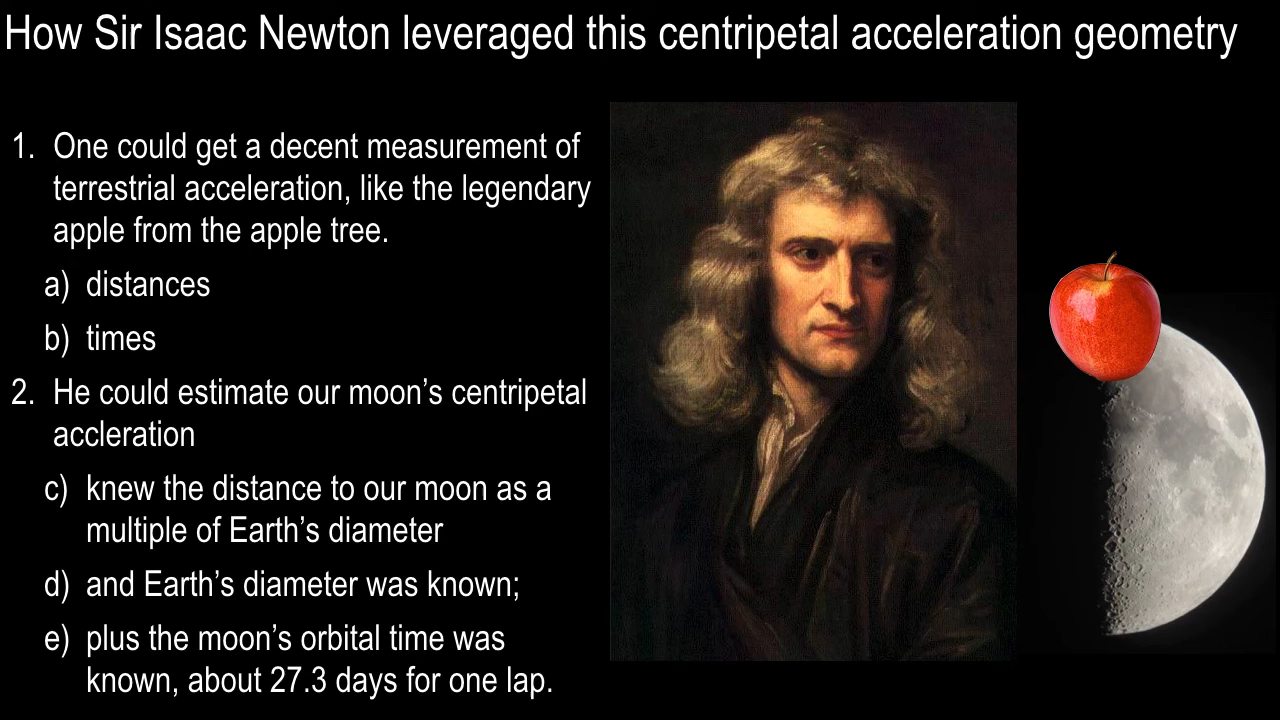 How Sir Isaac Newton leveraged this centripetal acceleration geometry
1. One could get a decent measurement of
terrestrial acceleration, like the legendary
apple from the apple tree.
a) distances
b) times
2. He could estimate our moon’s centripetal
accleration
c) knew the distance to our moon as a
multiple of Earth’s diameter
d) and Earth’s diameter was known;
e) plus the moon’s orbital time was
known, about 27.3 days for one lap.